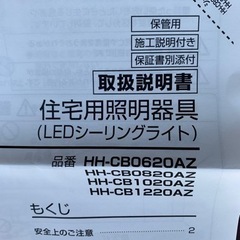 保管用
施工説明付き
保証書別添付
取扱説明書
住宅用照明器具
(LEDシーリングライト)
品番 HH-CB0620AZ
HH-CB0820AZ
HH-CB1020AZ
HH-CB1220AZ
もくじ
安全上のご注意 2